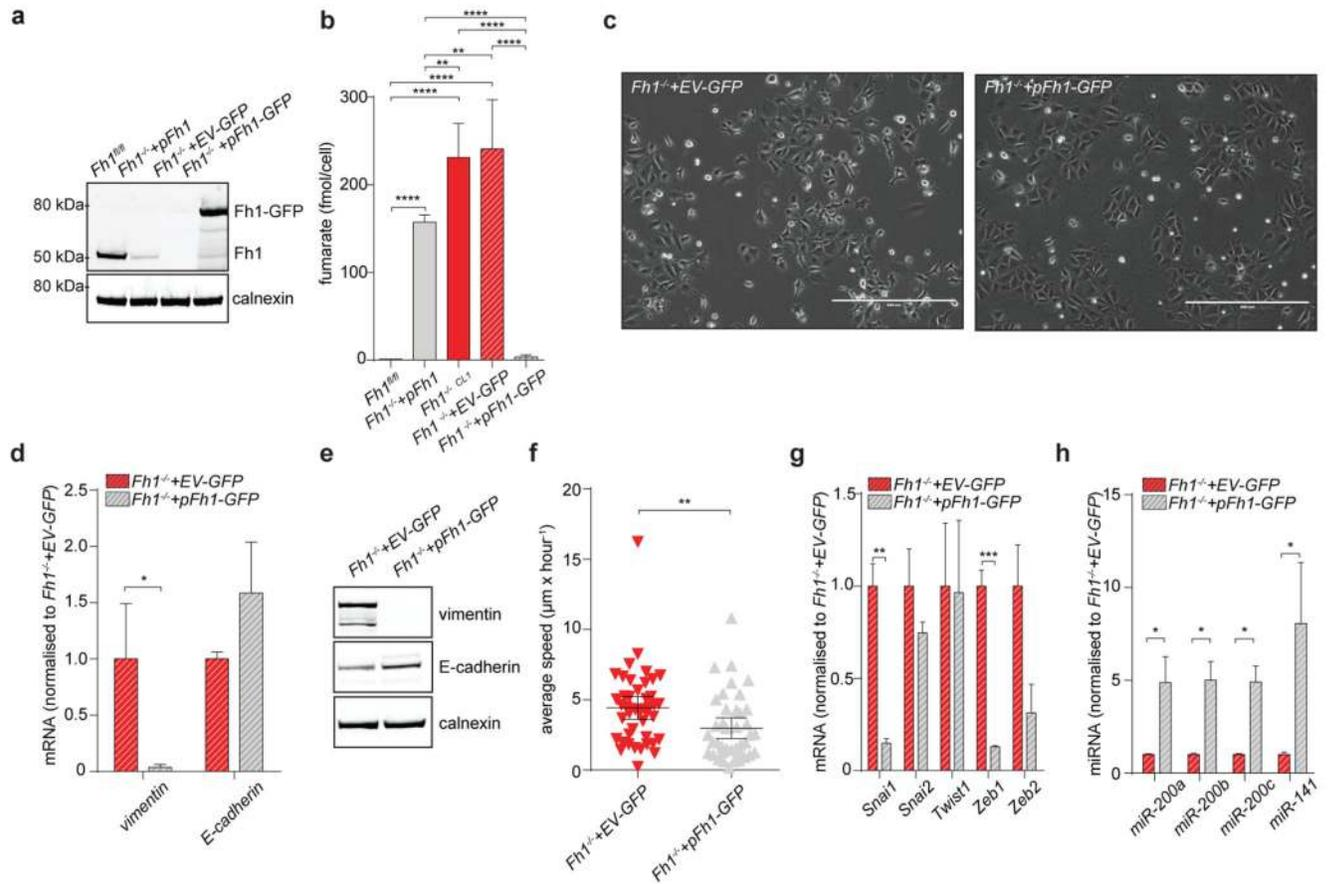 a
Fh1fl/fl
Fh1-/-+pFh1
Fh1-/-+EV-GFP
Fh1-/-+pFh1-GFP
80 kDa
50 kDa
80 kDa
Fh1-GFP
Fh1
calnexin
b
****
****
**
****
**
****
****
****
fumarate (fmol/cell)
300
200
100
0
Fh1fl/fl
Fh1-/-+pFh1
Fh1-/- CL1
Fh1-/-+EV-GFP
Fh1-/-+pFh1-GFP
c
Fh1-/-+EV-GFP
Fh1-/-+pFh1-GFP
d
Fh1-/-+EV-GFP
Fh1-/-+pFh1-GFP
mRNA (normalised to Fh1-/-+EV-GFP)
2.5
2.0
1.5
1.0
0.5
0
*
vimentin
E-cadherin
e
Fh1-/-+EV-GFP
Fh1-/-+pFh1-GFP
vimentin
E-cadherin
calnexin
f
average speed (µm x hour-1)
20
15
10
5
0
**
Fh1-/-+EV-GFP
Fh1-/-+pFh1-GFP
g
Fh1-/-+EV-GFP
Fh1-/-+pFh1-GFP
mRNA (normalised to Fh1-/-+EV-GFP)
1.5
1.0
0.5
0
**
***
Snai1
Snai2
Twist1
Zeb1
Zeb2
h
Fh1-/-+EV-GFP
Fh1-/-+pFh1-GFP
miRNA (normalised to Fh1-/-+EV-GFP)
15
10
5
0
*
*
*
*
miR-200a
miR-200b
miR-200c
miR-141